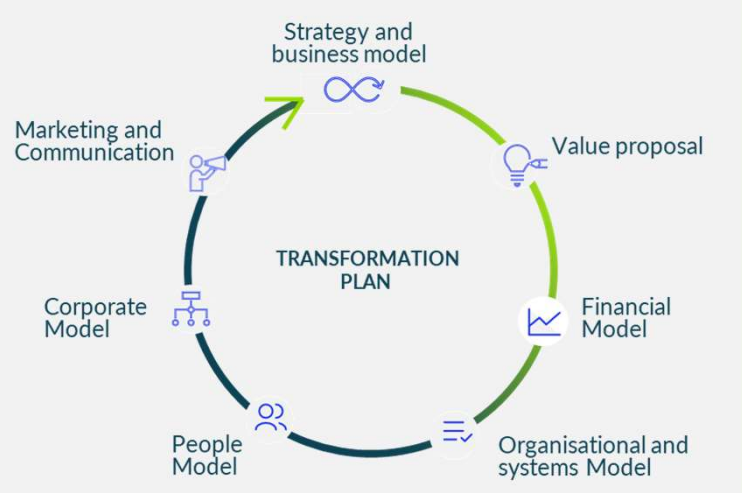 Strategy and
business model
Value proposal
Financial
Model
Organisational and
systems Model
People
Model
Corporate
Model
Marketing and
Communication
TRANSFORMATION
PLAN